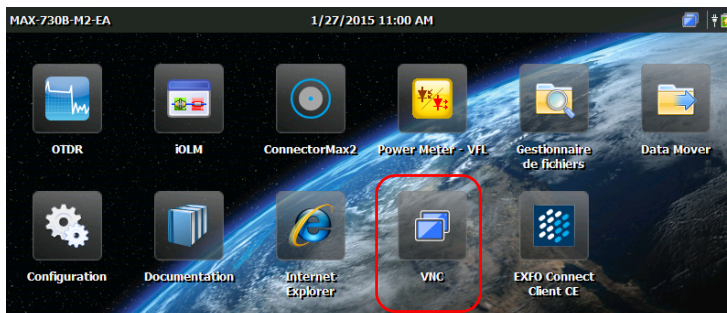 MAX-730B-M2-EA 1/27/2015 11:00 AM
OTDR iOLM ConnectorMax2 Power Meter - VFL Gestionnaire de fichiers Data Mover
Configuration Documentation Internet Explorer VNC EXFO Connect Client CE